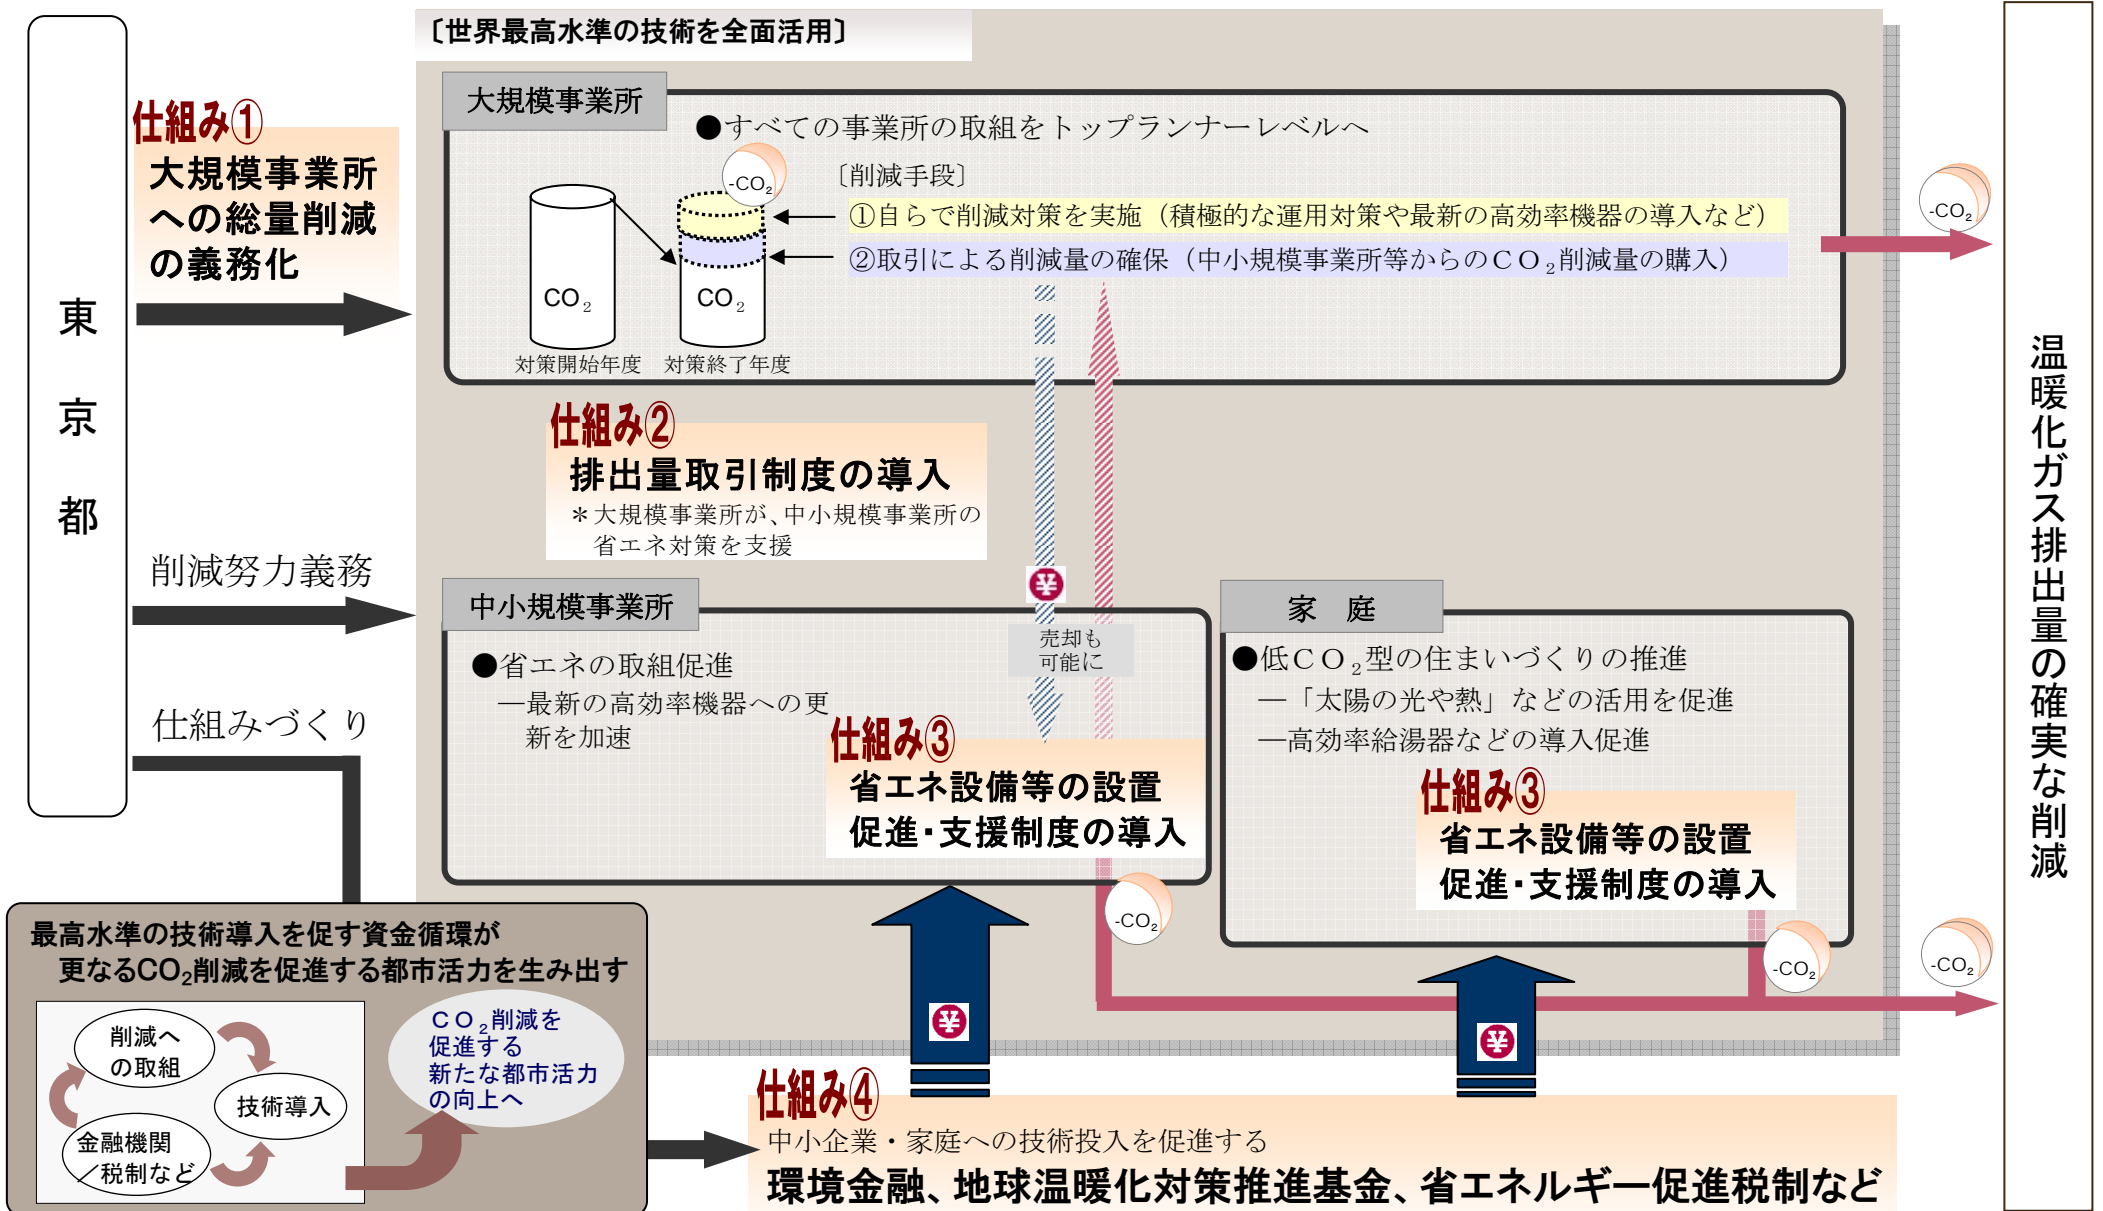 〔世界最高水準の技術を全面活用〕
東京都
仕組み①
大規模事業所
への総量削減
の義務化
削減努力義務
仕組みづくり
大規模事業所
●すべての事業所の取組をトップランナーレベルへ
-CO₂
〔削減手段〕
①自らで削減対策を実施（積極的な運用対策や最新の高効率機器の導入など）
②取引による削減量の確保（中小規模事業所等からのCO₂削減量の購入）
CO₂
CO₂
対策開始年度
対策終了年度
-CO₂
仕組み②
排出量取引制度の導入
＊大規模事業所が、中小規模事業所の
省エネ対策を支援
¥
売却も
可能に
中小規模事業所
●省エネの取組促進
―最新の高効率機器への更
新を加速
仕組み③
省エネ設備等の設置
促進・支援制度の導入
-CO₂
家 庭
●低CO₂型の住まいづくりの推進
―「太陽の光や熱」などの活用を促進
―高効率給湯器などの導入促進
仕組み③
省エネ設備等の設置
促進・支援制度の導入
-CO₂
-CO₂
温暖化ガス排出量の確実な削減
最高水準の技術導入を促す資金循環が
更なるCO₂削減を促進する都市活力を生み出す
削減へ
の取組
技術導入
金融機関
／税制など
CO₂削減を
促進する
新たな都市活力
の向上へ
¥
¥
仕組み④
中小企業・家庭への技術投入を促進する
環境金融、地球温暖化対策推進基金、省エネルギー促進税制など